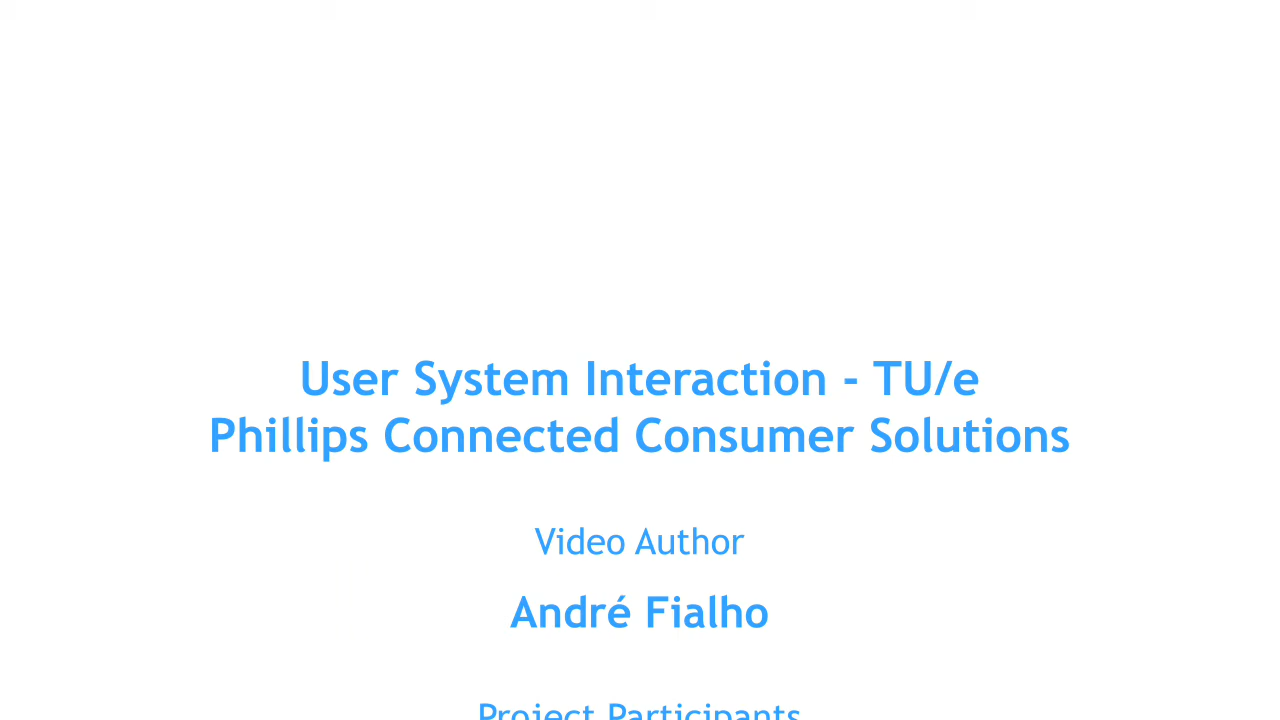 User System Interaction - TU/e
Phillips Connected Consumer Solutions
Video Author
André Fialho
Project Participants